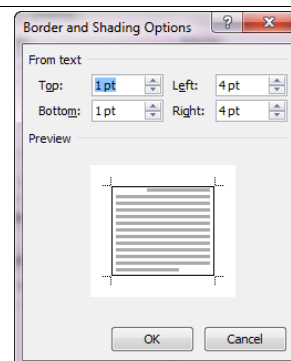 Border and Shading Options
From text
Top: 1 pt Left: 4 pt
Bottom: 1 pt Right: 4 pt
Preview
OK Cancel